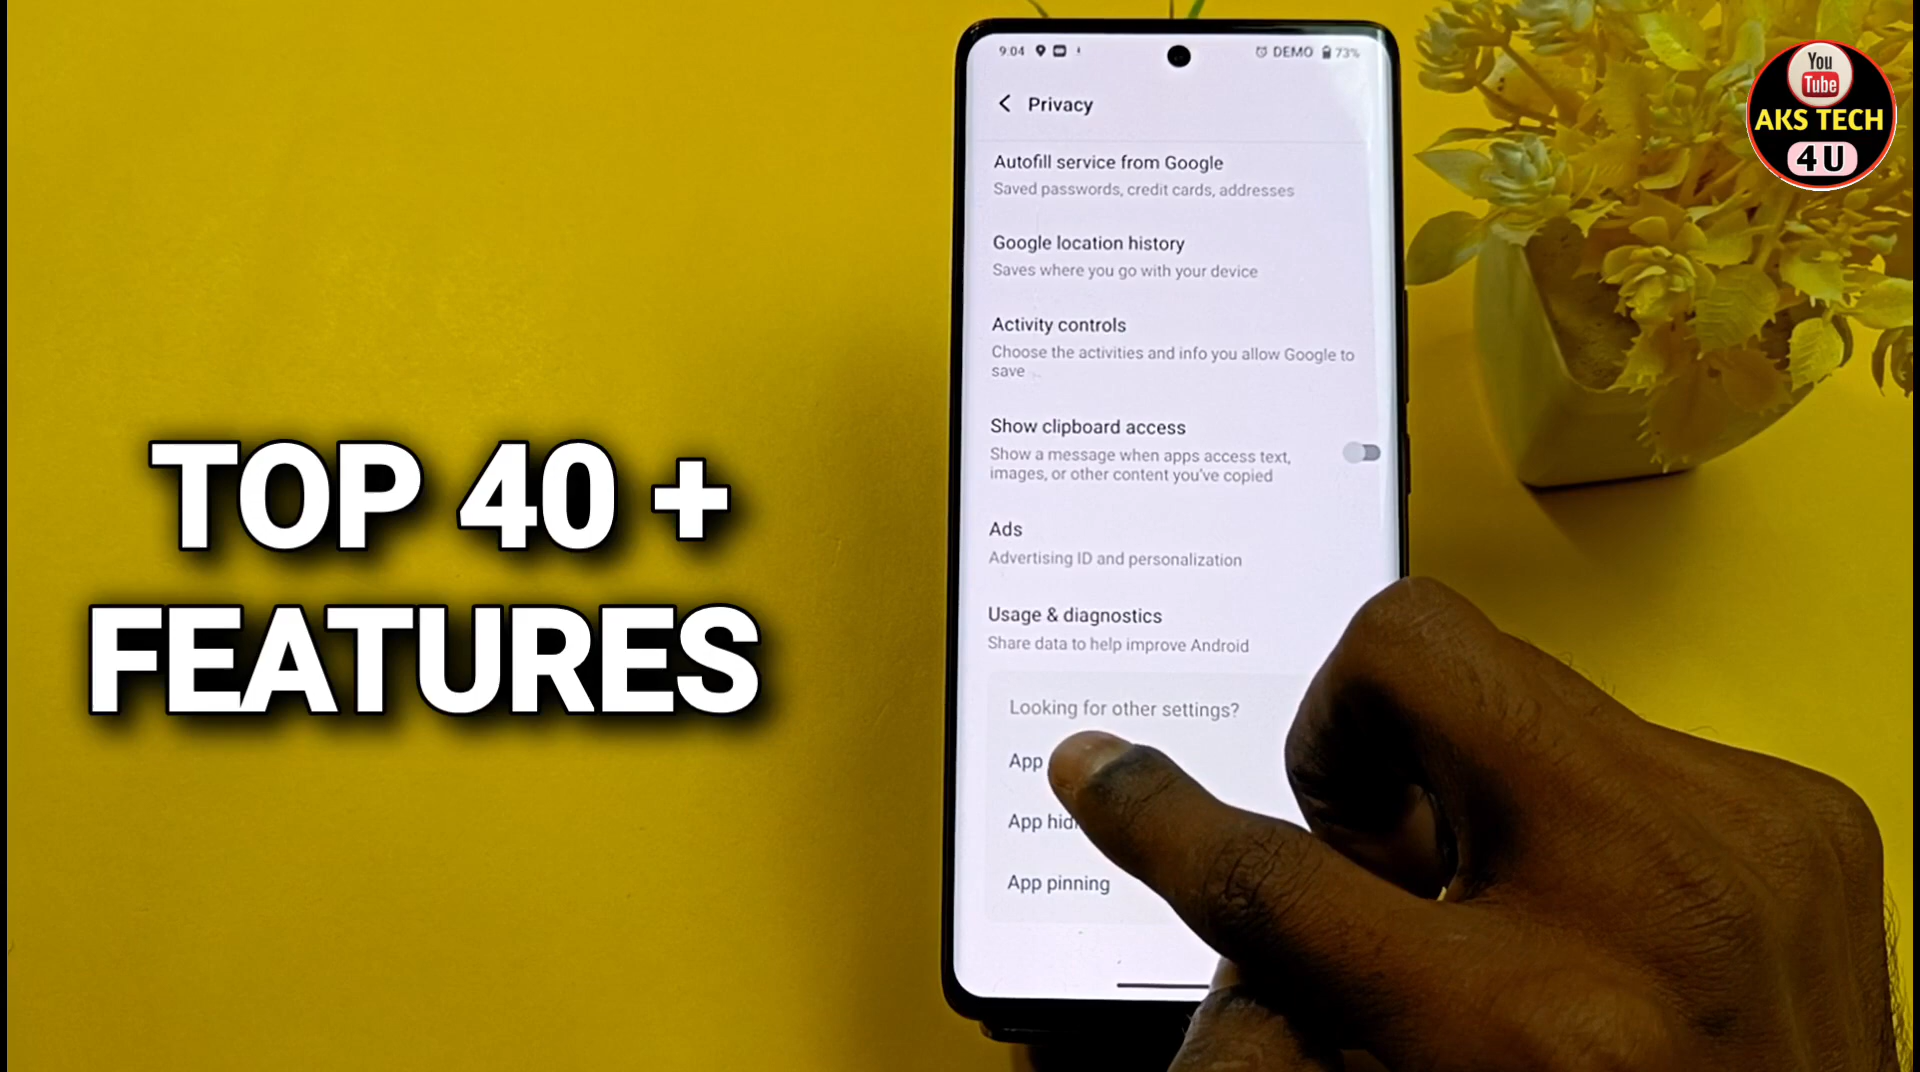 TOP 40 +
FEATURES
9:04
DEMO 73%
Privacy
Autofill service from Google
Saved passwords, credit cards, addresses
Google location history
Saves where you go with your device
Activity controls
Choose the activities and info you allow Google to
save
Show clipboard access
Show a message when apps access text,
images, or other content you've copied
Ads
Advertising ID and personalization
Usage & diagnostics
Share data to help improve Android
Looking for other settings?
App
App
App pinning
You
Tube
AKS TECH
4 U